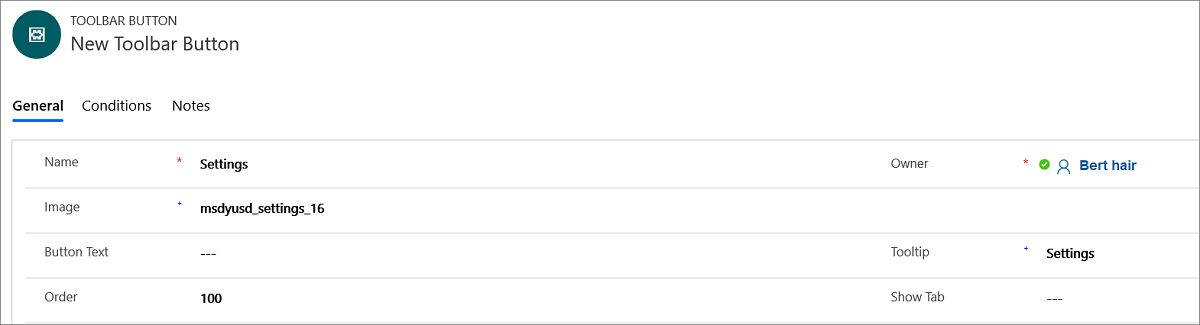 TOOLBAR BUTTON
New Toolbar Button
General Conditions Notes
Name * Settings Owner * Bert hair
Image + msdyusd_settings_16
Button Text --- Tooltip + Settings
Order 100 Show Tab ---